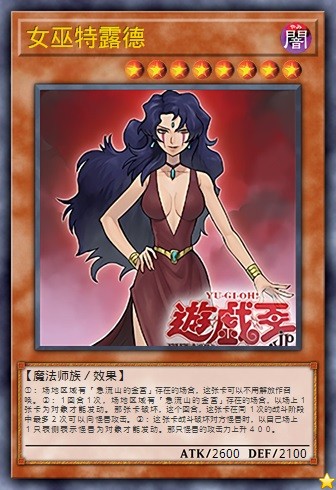 女巫特露德
闇
YU-GI-OH!
遊戯王.JP
【魔法师族／效果】
①：场地区域有「急流山的金宫」存在的场合，这张卡可以不用解放作召
唤。②：1回合1次，场地区域有「急流山的金宫」存在的场合，以场上1
张卡为对象才能发动。那张卡破坏，这个回合，这张卡在同1次的战斗阶段
中最多2次可以向怪兽攻击。③：这张卡战斗破坏对方怪兽时，以自己场上
1只表侧表示怪兽为对象才能发动。那只怪兽的攻击力上升400。
ATK/2600 DEF/2100